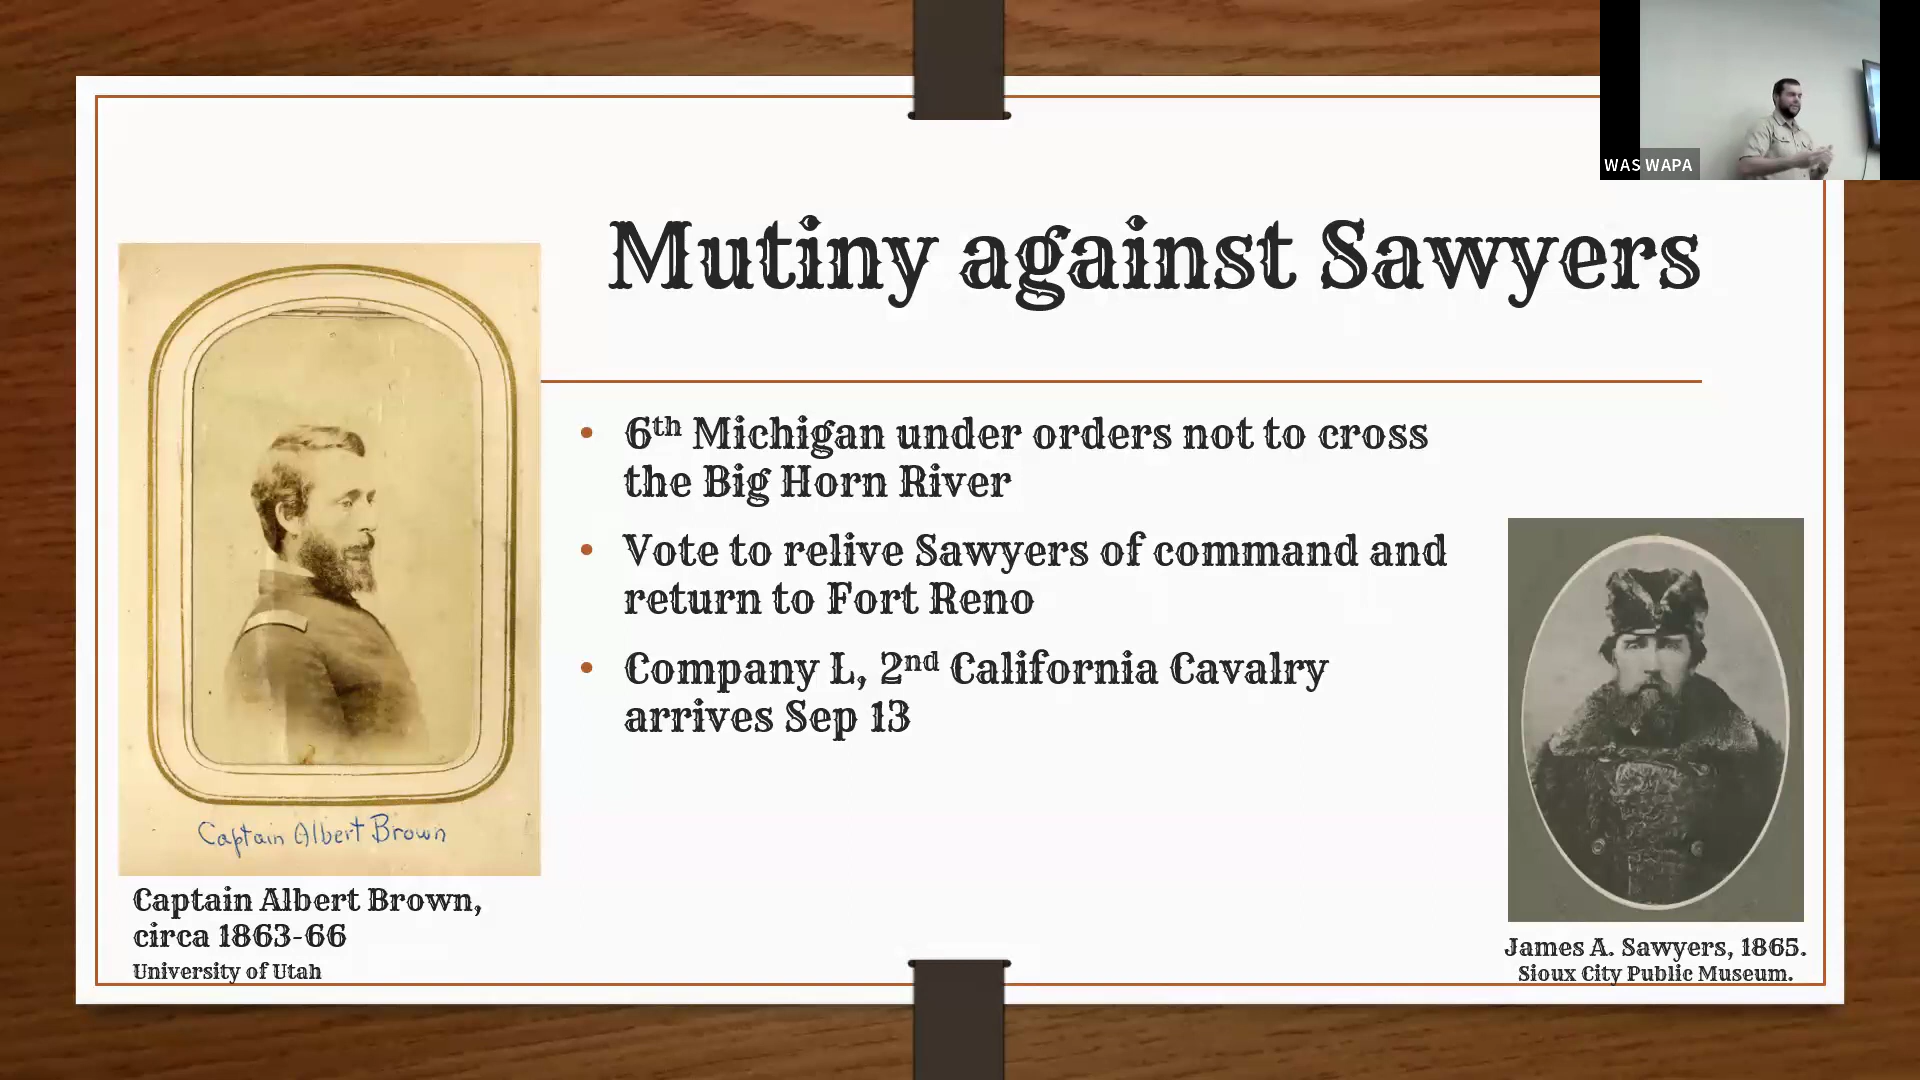 WAS WAPA
Mutiny against Sawyers
• 6th Michigan under orders not to cross
the Big Horn River
• Vote to relive Sawyers of command and
return to Fort Reno
• Company L, 2nd California Cavalry
arrives Sep 13
Captain Albert Brown
Captain Albert Brown,
circa 1863-66
University of Utah
James A. Sawyers, 1865.
Sioux City Public Museum.